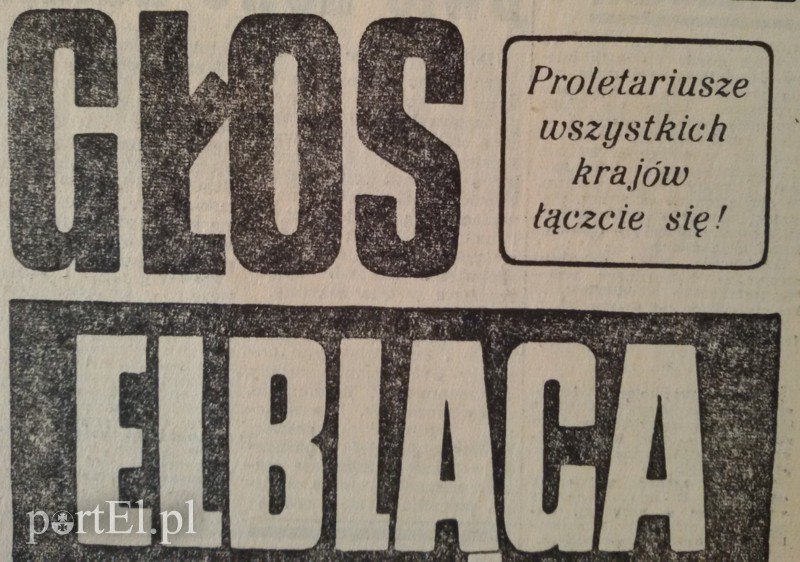 GŁOS
Proletariusze
wszystkich
krajów
łączcie się!
ELBLĄGA
portEl.pl